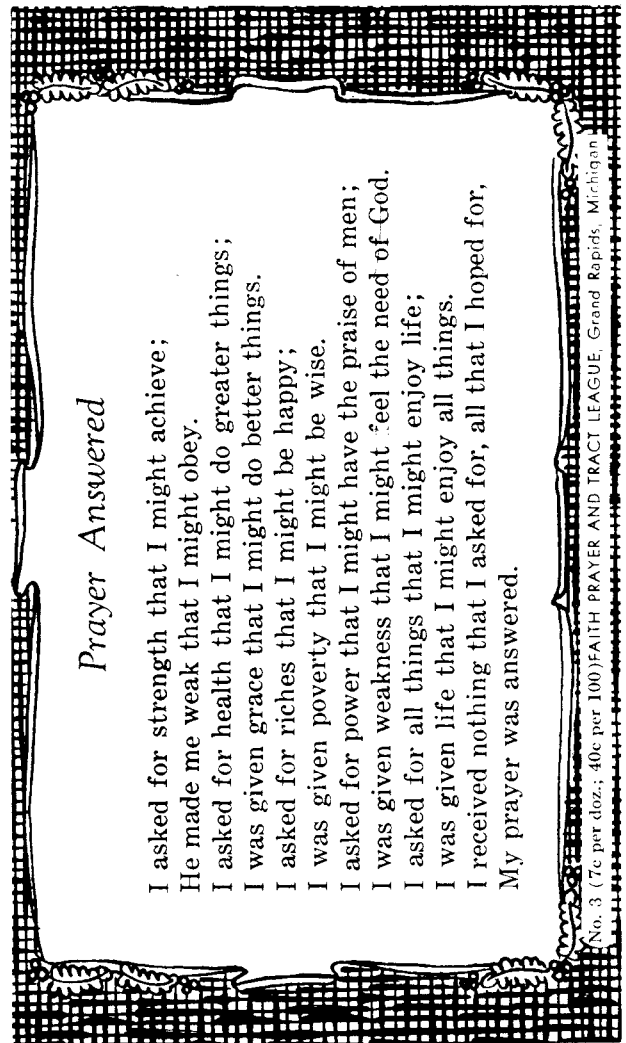 Prayer Answered
I asked for strength that I might achieve;
He made me weak that I might obey.
I asked for health that I might do greater things;
I was given grace that I might do better things.
I asked for riches that I might be happy;
I was given poverty that I might be wise.
I asked for power that I might have the praise of men;
I was given weakness that I might feel the need of God.
I asked for all things that I might enjoy life;
I was given life that I might enjoy all things.
I received nothing that I asked for, all that I hoped for,
My prayer was answered.
No. 3 (7c per doz.; 40c per 100) FAITH PRAYER AND TRACT LEAGUE, Grand Rapids, Michigan